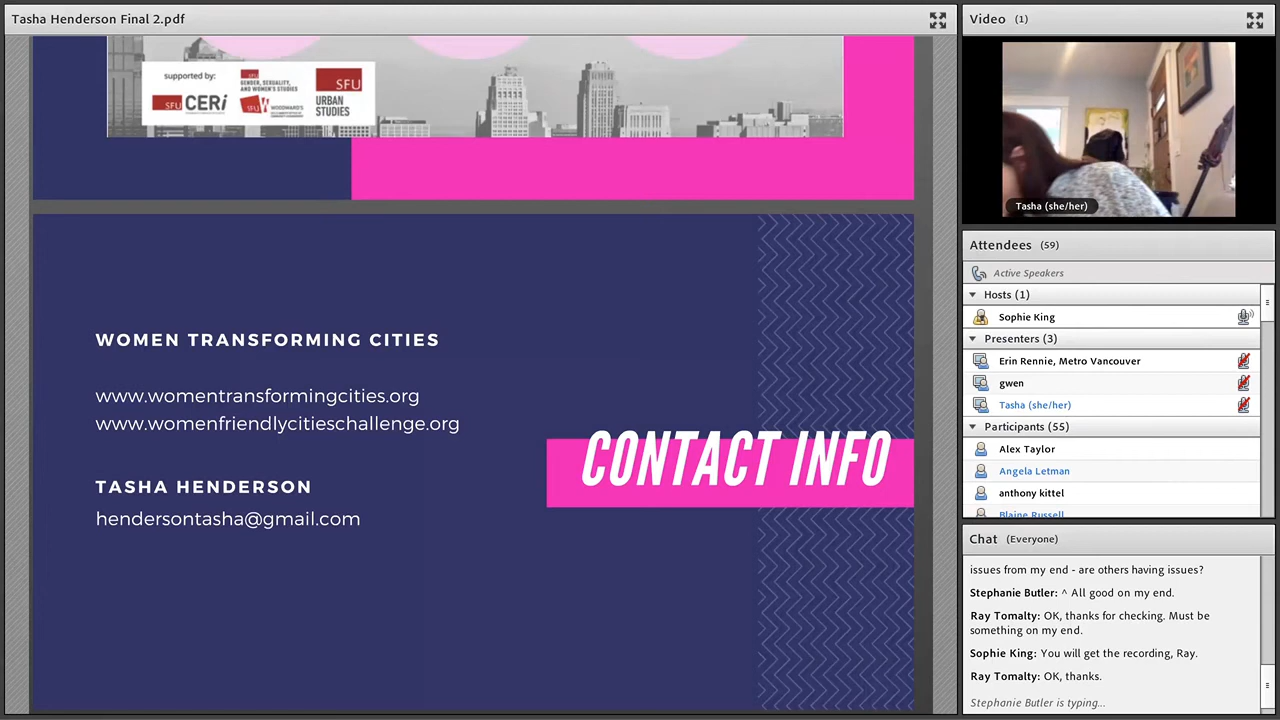 Tasha Henderson Final 2.pdf
supported by:
SFU CERi
SFU
GENDER, SEXUALITY,
AND WOMEN'S STUDIES
SFU W WOODWARD'S
SFU
URBAN
STUDIES
WOMEN TRANSFORMING CITIES
www.womentransformingcities.org
www.womenfriendlycitieschallenge.org
TASHA HENDERSON
hendersontasha@gmail.com
CONTACT INFO
Video (1)
Tasha (she/her)
Attendees (59)
Active Speakers
Hosts (1)
Sophie King
Presenters (3)
Erin Rennie, Metro Vancouver
gwen
Tasha (she/her)
Participants (55)
Alex Taylor
Angela Letman
anthony kittel
Blaine Russell
Chat (Everyone)
issues from my end - are others having issues?
Stephanie Butler: ^ All good on my end.
Ray Tomalty: OK, thanks for checking. Must be
something on my end.
Sophie King: You will get the recording, Ray.
Ray Tomalty: OK, thanks.
Stephanie Butler is typing...